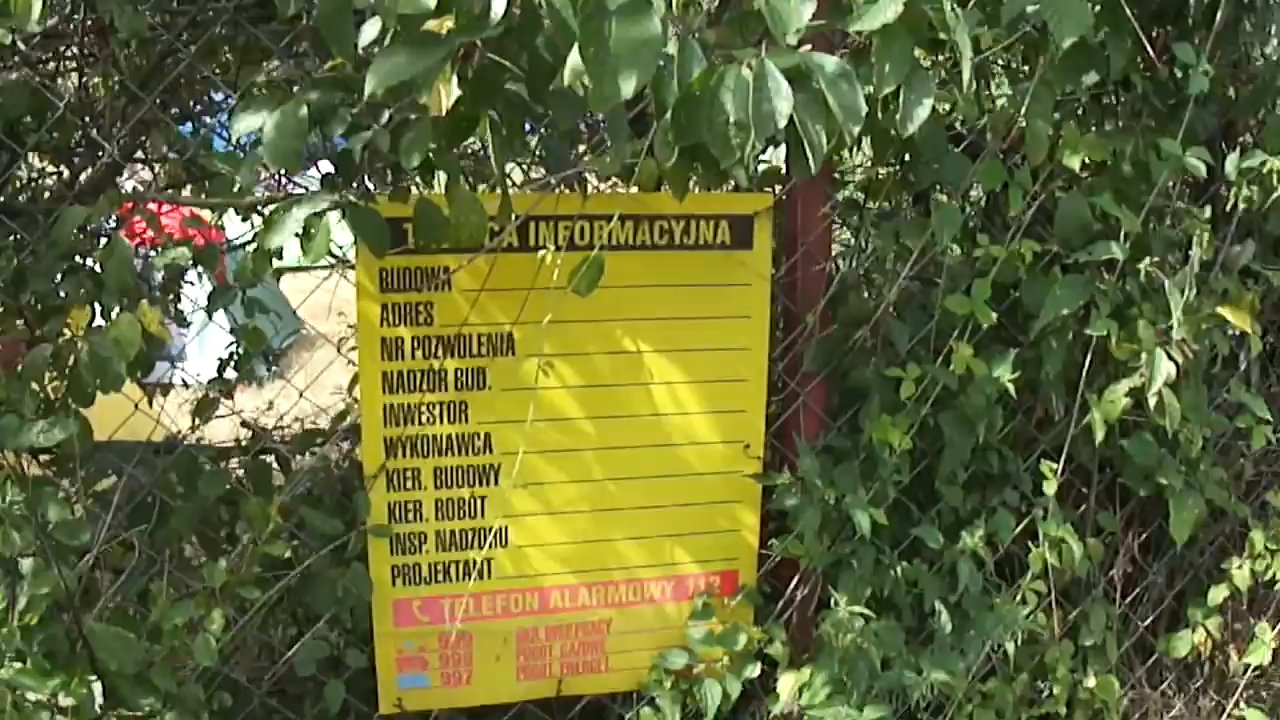 INFORMACYJNA
BUDOWA
ADRES
NR POZWOLENIA
NADZÓR BUD.
INWESTOR
WYKONAWCA
KIER. BUDOWY
KIER. ROBÓT
INSP. NADZORU
PROJEKTANT
TELEFON ALARMOWY 112
999
998
997